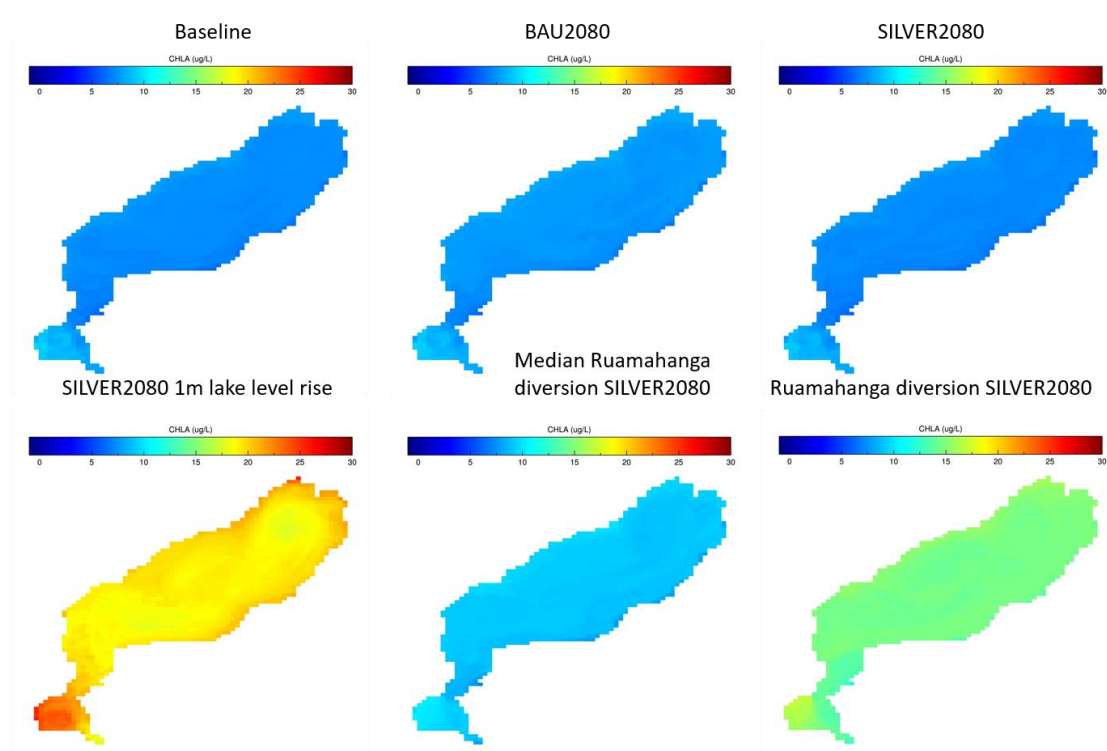 Baseline
BAU2080
SILVER2080
CHLA (ug/L)
CHLA (ug/L)
CHLA (ug/L)
0 5 10 15 20 25 30
0 5 10 15 20 25 30
0 5 10 15 20 25 30
SILVER2080 1m lake level rise
Median Ruamahanga
diversion SILVER2080
Ruamahanga diversion SILVER2080
CHLA (ug/L)
CHLA (ug/L)
CHLA (ug/L)
0 5 10 15 20 25 30
0 5 10 15 20 25 30
0 5 10 15 20 25 30